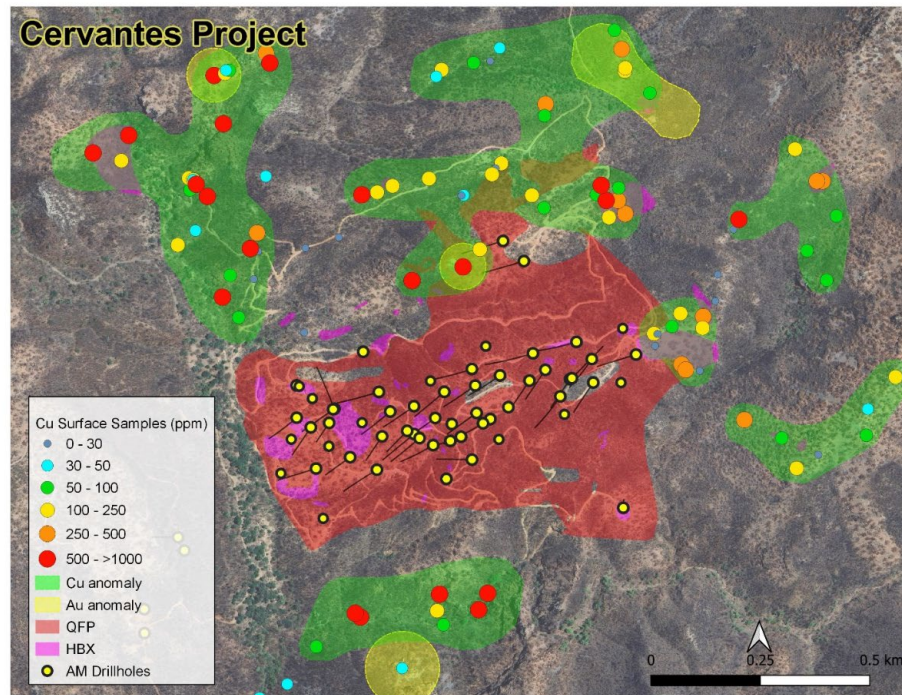 Cervantes Project
Cu Surface Samples (ppm)
0 - 30
30 - 50
50 - 100
100 - 250
250 - 500
500 - >1000
Cu anomaly
Au anomaly
QFP
HBX
AM Drillholes
0 0.25 0.5 km